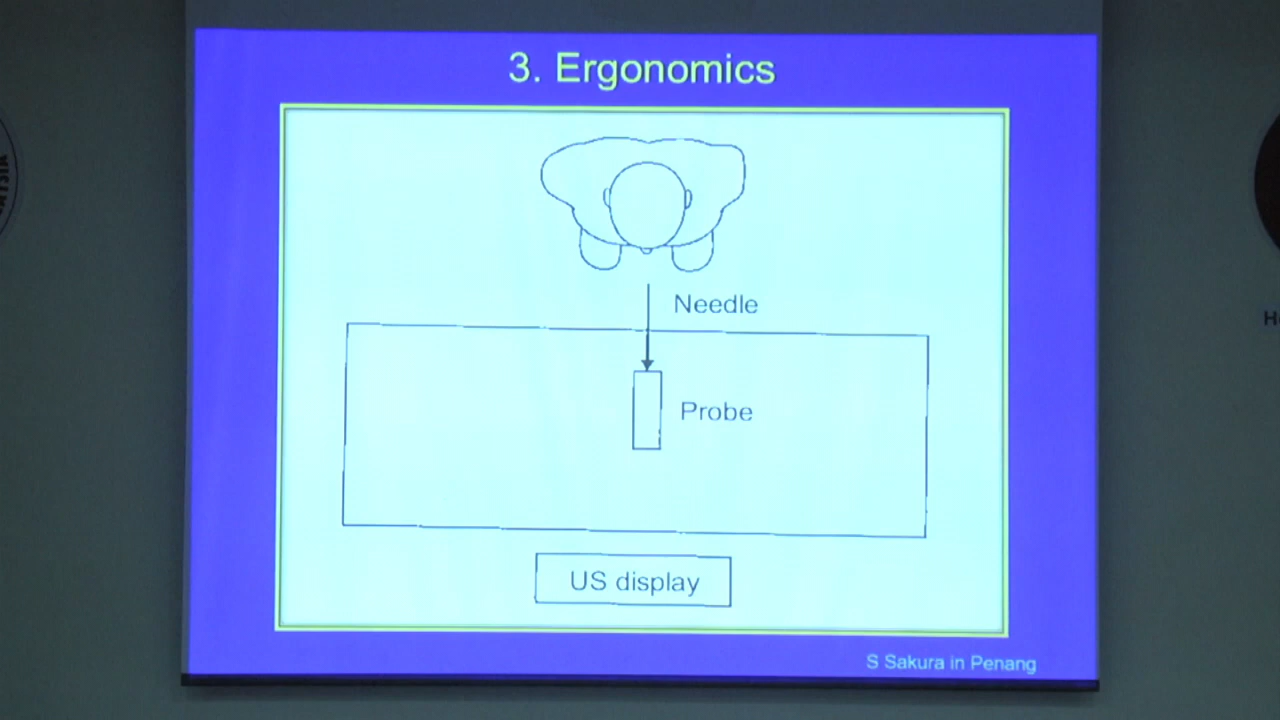 3. Ergonomics
Needle
Probe
US display
S Sakura in Penang